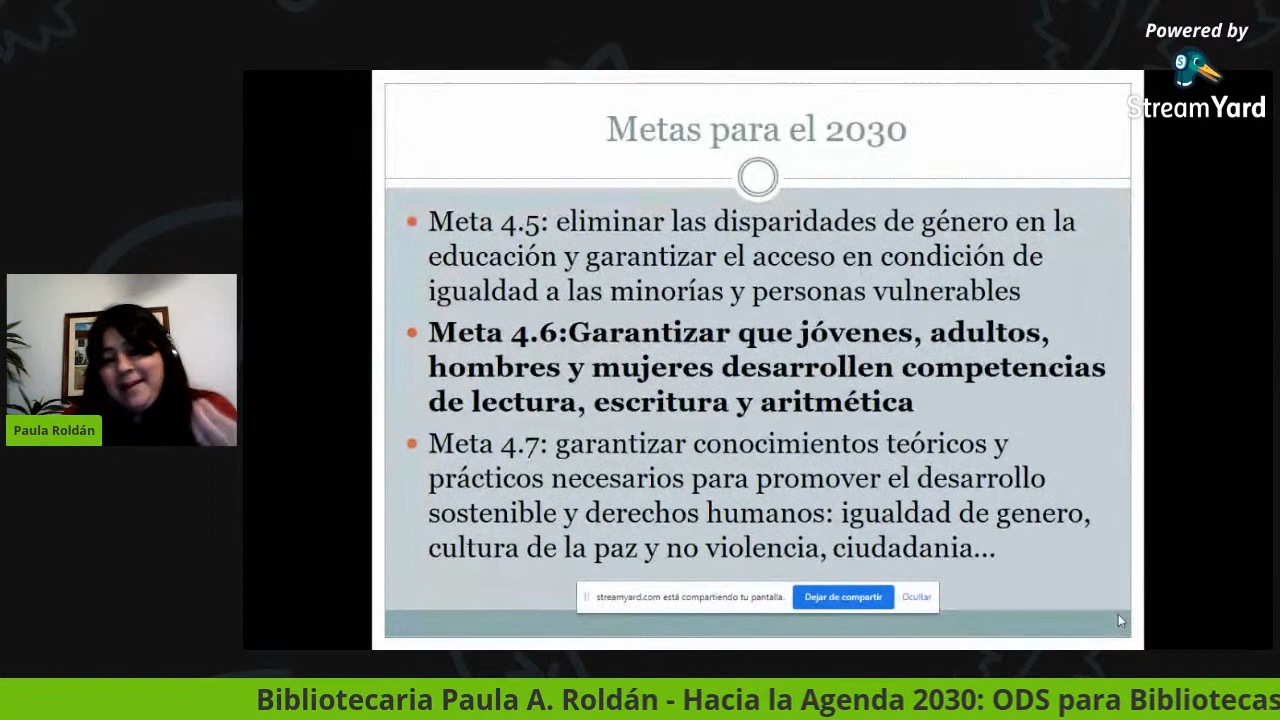 Powered by
StreamYard
Metas para el 2030
Meta 4.5: eliminar las disparidades de género en la
educación y garantizar el acceso en condición de
igualdad a las minorías y personas vulnerables
Meta 4.6:Garantizar que jóvenes, adultos,
hombres y mujeres desarrollen competencias
de lectura, escritura y aritmética
Meta 4.7: garantizar conocimientos teóricos y
prácticos necesarios para promover el desarrollo
sostenible y derechos humanos: igualdad de genero,
cultura de la paz y no violencia, ciudadania...
streamyard.com está compartiendo tu pantalla.
Dejar de compartir
Ocultar
Paula Roldán
Bibliotecaria Paula A. Roldán - Hacia la Agenda 2030: ODS para Bibliotecas